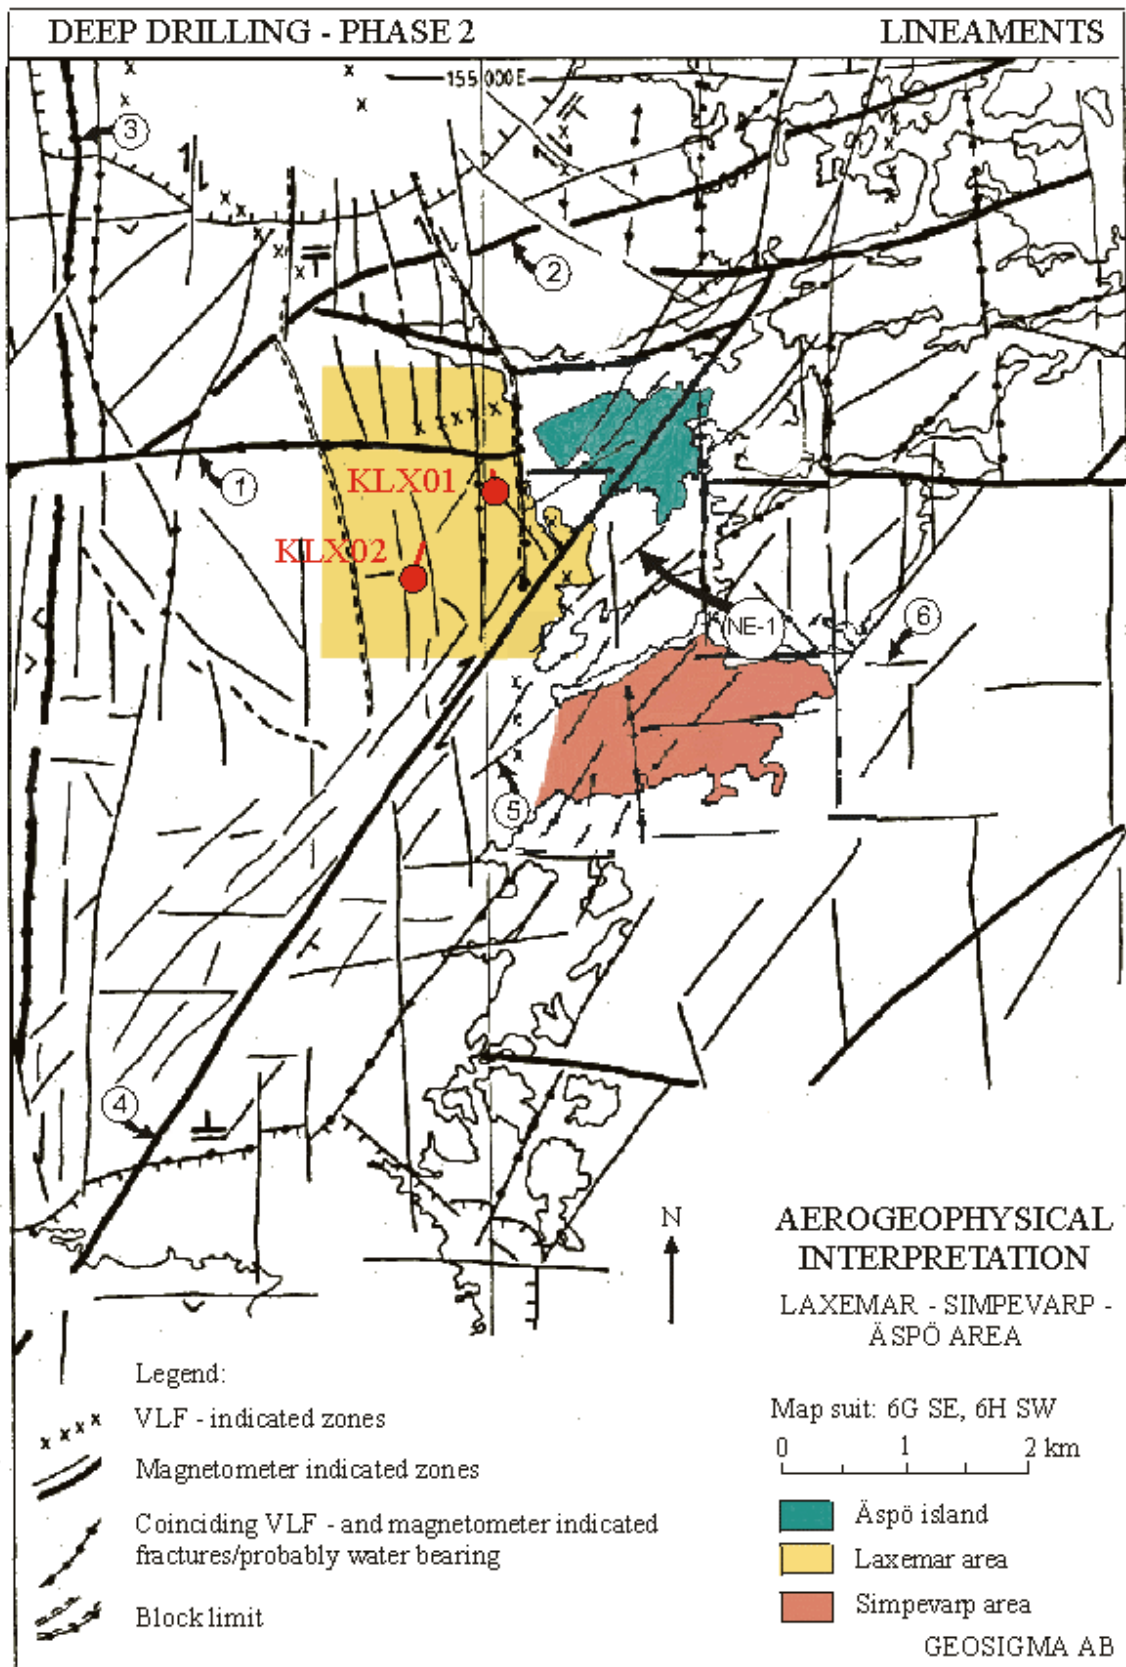 DEEP DRILLING - PHASE 2
LINEAMENTS
155 000E
3
2
1
KLX01
KLX02
NE-1
6
5
4
N
AEROGEOPHYSICAL
INTERPRETATION
LAXEMAR - SIMPEVARP -
ÄSPÖ AREA
Legend:
VLF - indicated zones
Magnetometer indicated zones
Coinciding VLF - and magnetometer indicated
fractures/probably water bearing
Block limit
Map suit: 6G SE, 6H SW
0 1 2 km
Äspö island
Laxemar area
Simpevarp area
GEOSIGMA AB